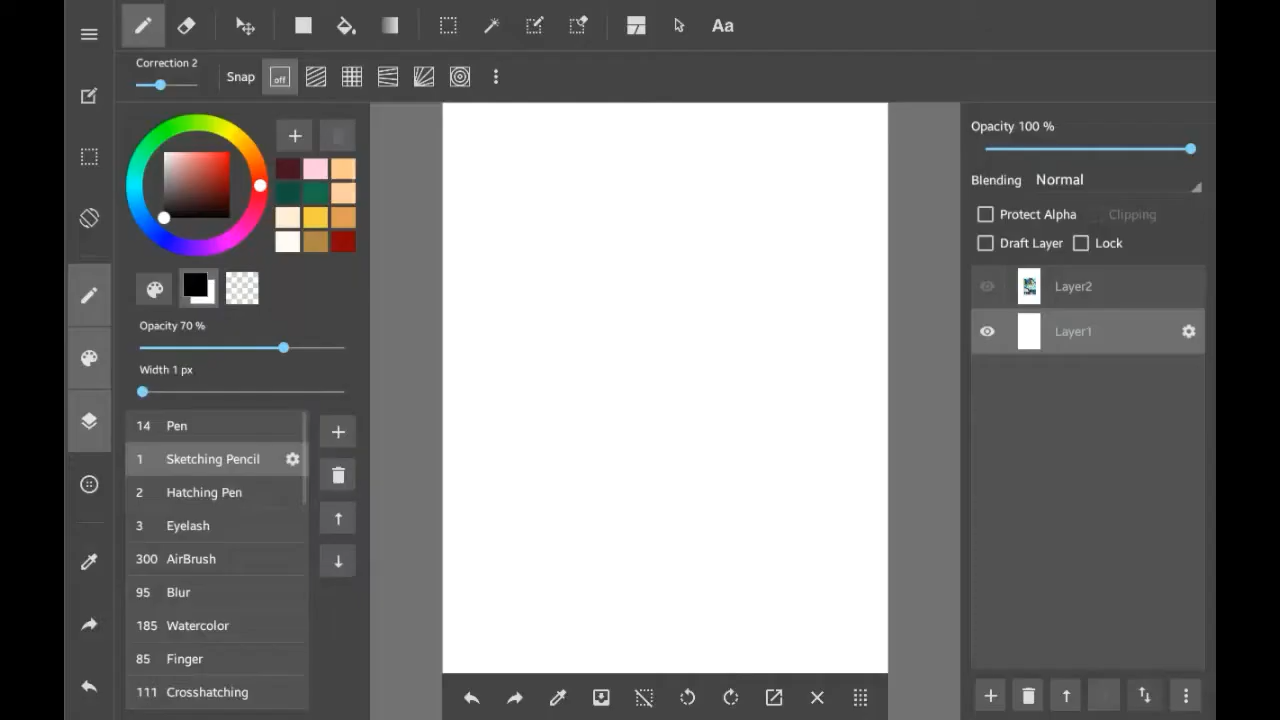 Aa
Correction 2
Snap
off
Opacity 70 %
Width 1 px
14 Pen
1 Sketching Pencil
2 Hatching Pen
3 Eyelash
300 AirBrush
95 Blur
185 Watercolor
85 Finger
111 Crosshatching
Opacity 100 %
Blending Normal
Protect Alpha Clipping
Draft Layer Lock
Layer2
Layer1